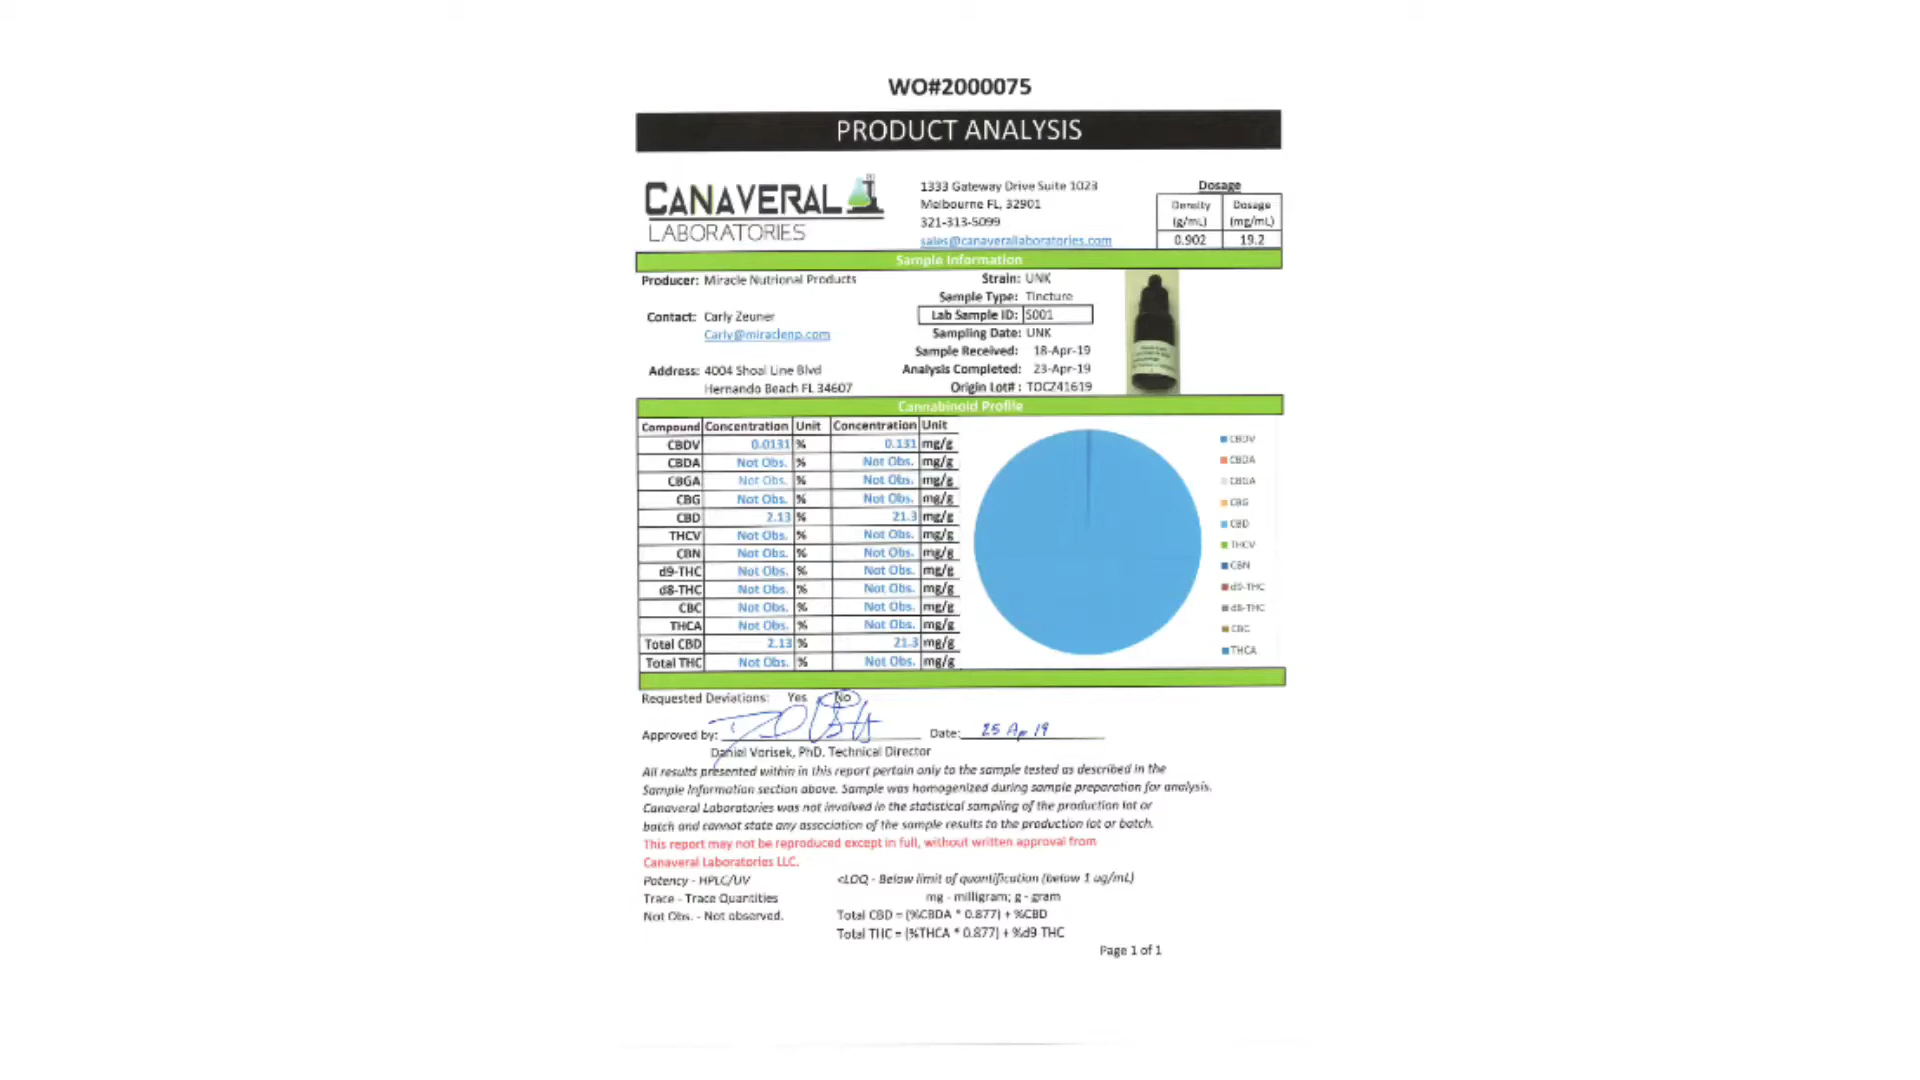 WO#2000075
PRODUCT ANALYSIS
CANAVERAL
LABORATORIES
1333 Gateway Drive Suite 1023
Melbourne FL, 32901
321-313-5099
sales@canaverallaboratories.com
Dosage
Density (g/mL) Dosage (mg/mL)
0.902 19.2
Sample Information
Producer: Miracle Nutrional Products
Contact: Carly Zeuner
Carly@miraclenp.com
Address: 4004 Shoal Line Blvd
Hernando Beach FL 34607
Strain: UNK
Sample Type: Tincture
Lab Sample ID: S001
Sampling Date: UNK
Sample Received: 18-Apr-19
Analysis Completed: 23-Apr-19
Origin Lot# : TDCZ41619
Cannabinoid Profile
Compound Concentration Unit Concentration Unit
CBDV 0.0131 % 0.131 mg/g
CBDA Not Obs. % Not Obs. mg/g
CBGA Not Obs. % Not Obs. mg/g
CBG Not Obs. % Not Obs. mg/g
CBD 2.13 % 21.3 mg/g
THCV Not Obs. % Not Obs. mg/g
CBN Not Obs. % Not Obs. mg/g
d9-THC Not Obs. % Not Obs. mg/g
d8-THC Not Obs. % Not Obs. mg/g
CBC Not Obs. % Not Obs. mg/g
THCA Not Obs. % Not Obs. mg/g
Total CBD 2.13 % 21.3 mg/g
Total THC Not Obs. % Not Obs. mg/g
CBDV
CBDA
CBGA
CBG
CBD
THCV
CBN
d9-THC
d8-THC
CBC
THCA
Requested Deviations: Yes No
Approved by: Date: 25 Ap 19
Daniel Vorisek, PhD. Technical Director
All results presented within in this report pertain only to the sample tested as described in the
Sample Information section above. Sample was homogenized during sample preparation for analysis.
Canaveral Laboratories was not involved in the statistical sampling of the production lot or
batch and cannot state any association of the sample results to the production lot or batch.
This report may not be reproduced except in full, without written approval from
Canaveral Laboratories LLC.
Potency - HPLC/UV <LOQ - Below limit of quantification (below 1 ug/mL)
Trace - Trace Quantities mg - milligram; g - gram
Not Obs. - Not observed. Total CBD = (%CBDA * 0.877) + %CBD
Total THC = (%THCA * 0.877) + %d9 THC
Page 1 of 1